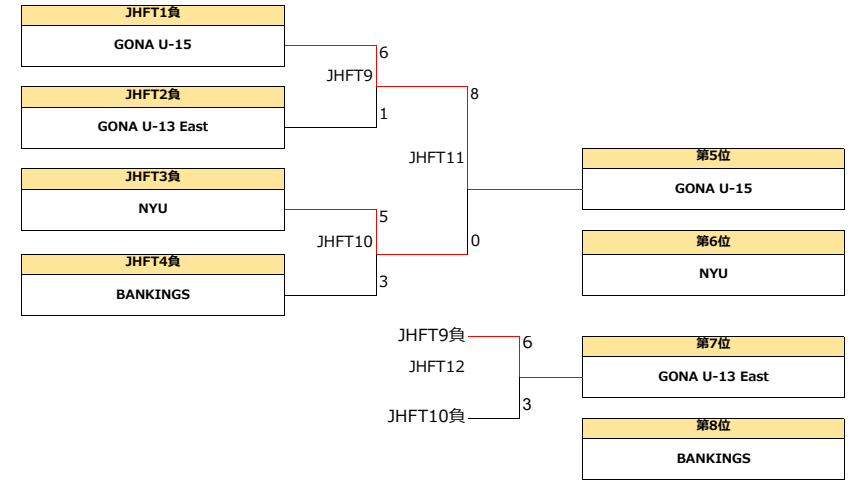 JHFT1負
GONA U-15
6
JHFT9
JHFT2負
8
1
GONA U-13 East
JHFT11
第5位
JHFT3負
GONA U-15
NYU
5
JHFT10
0
第6位
JHFT4負
NYU
3
BANKINGS
JHFT9負
6
第7位
JHFT12
GONA U-13 East
3
JHFT10負
第8位
BANKINGS